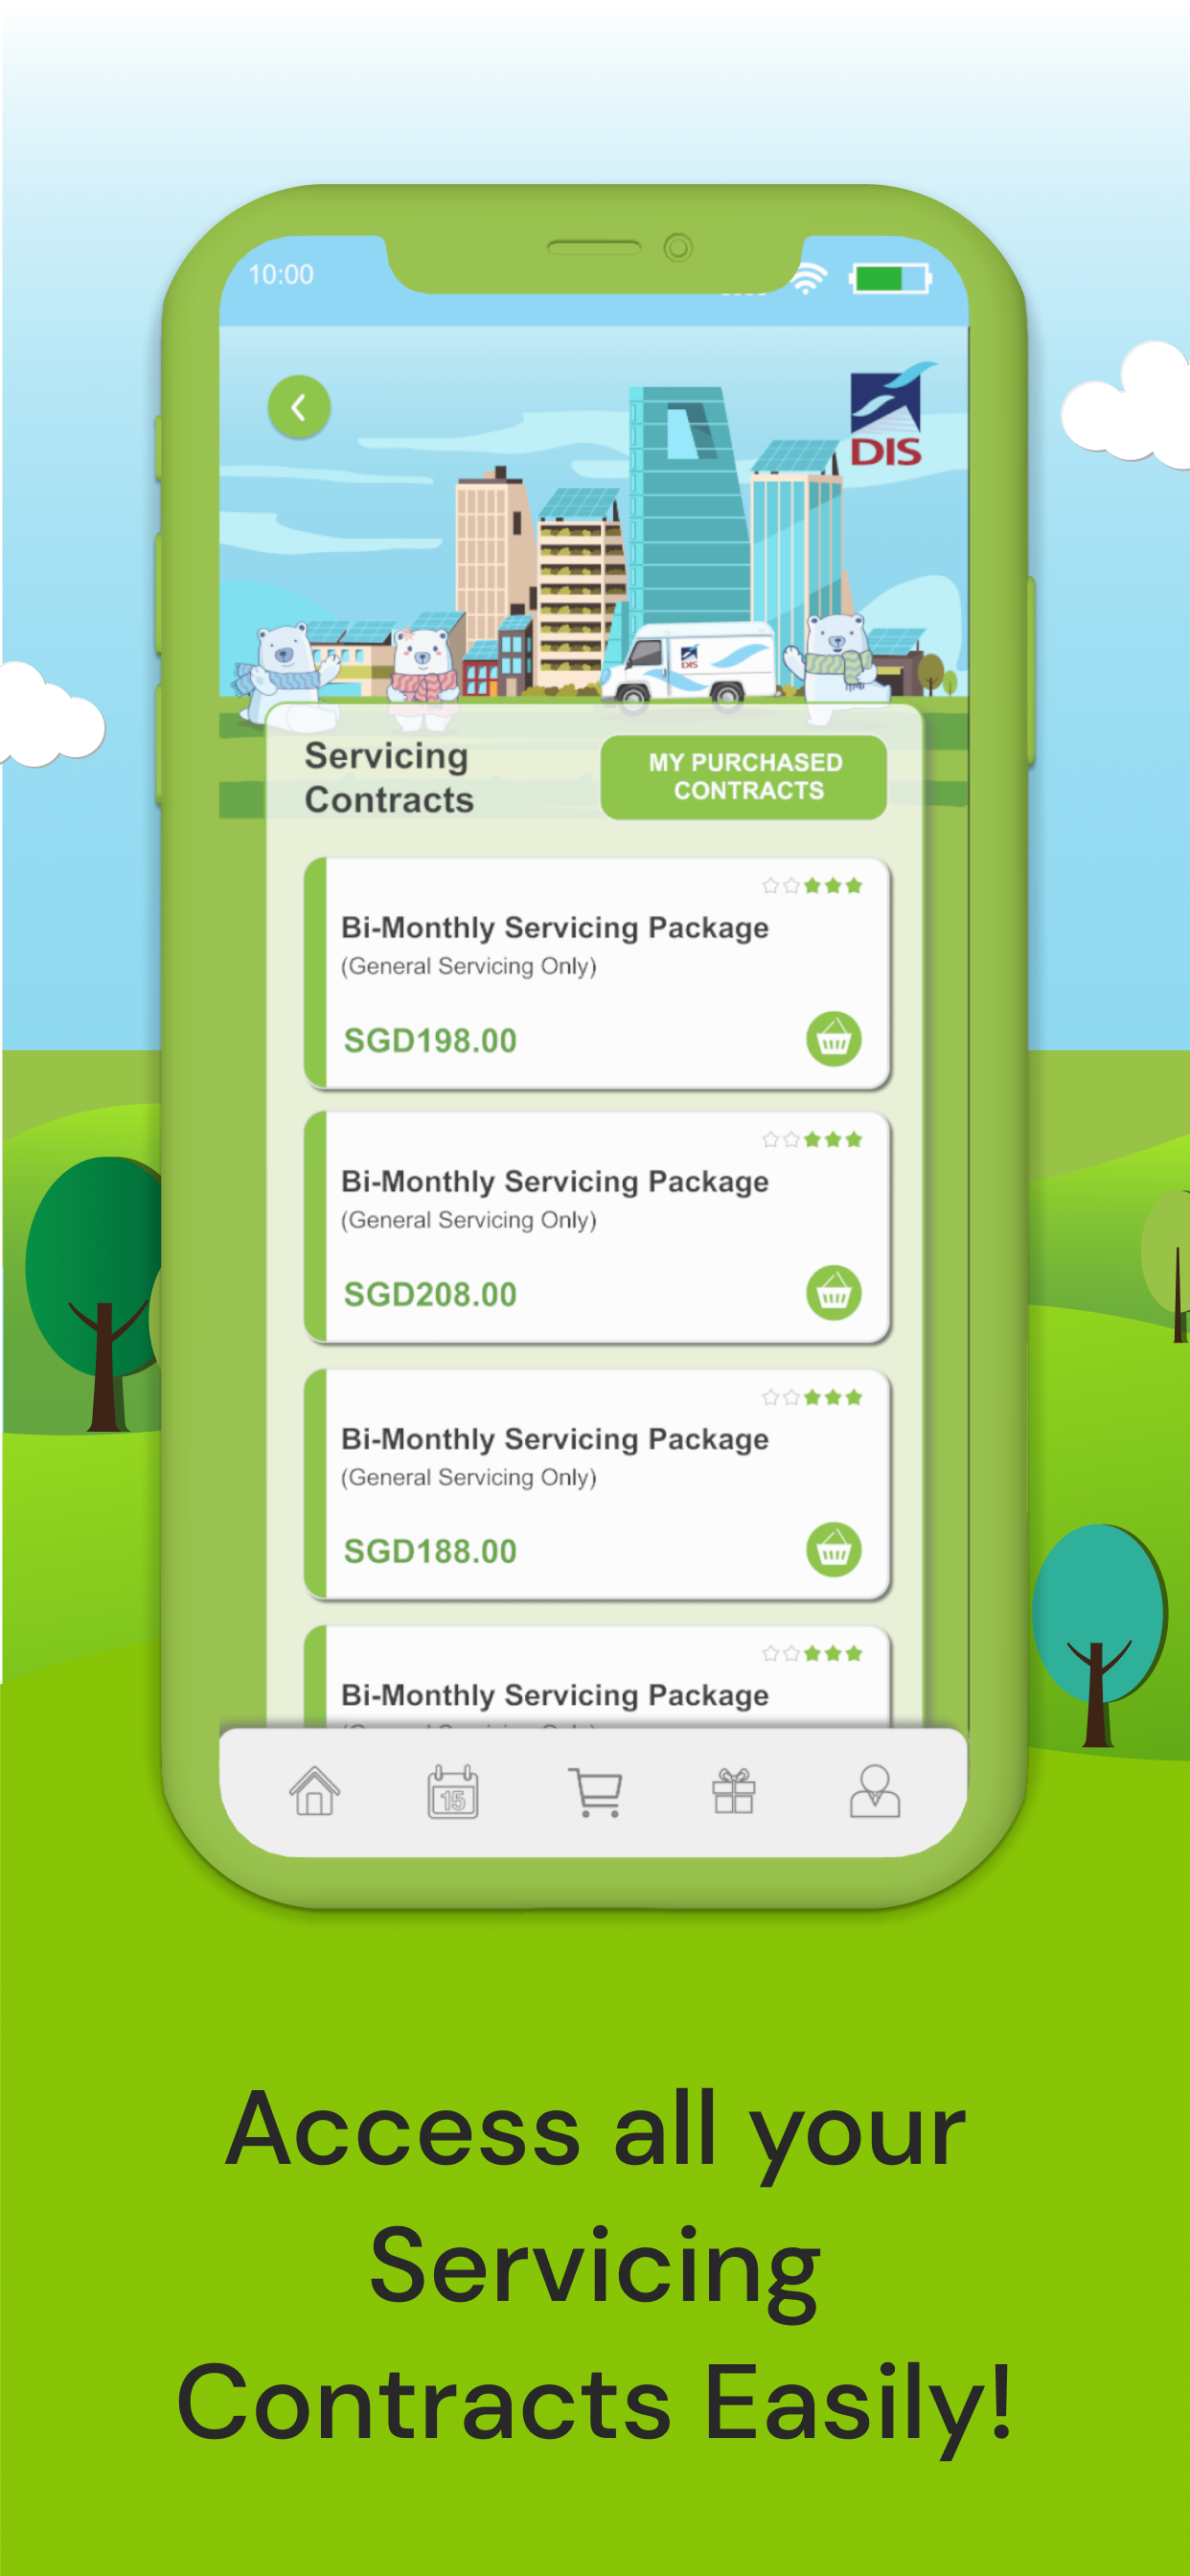 10:00
DIS
DIS
Servicing
Contracts
MY PURCHASED
CONTRACTS
Bi-Monthly Servicing Package
(General Servicing Only)
SGD198.00
Bi-Monthly Servicing Package
(General Servicing Only)
SGD208.00
Bi-Monthly Servicing Package
(General Servicing Only)
SGD188.00
Bi-Monthly Servicing Package
15
Access all your
Servicing
Contracts Easily!